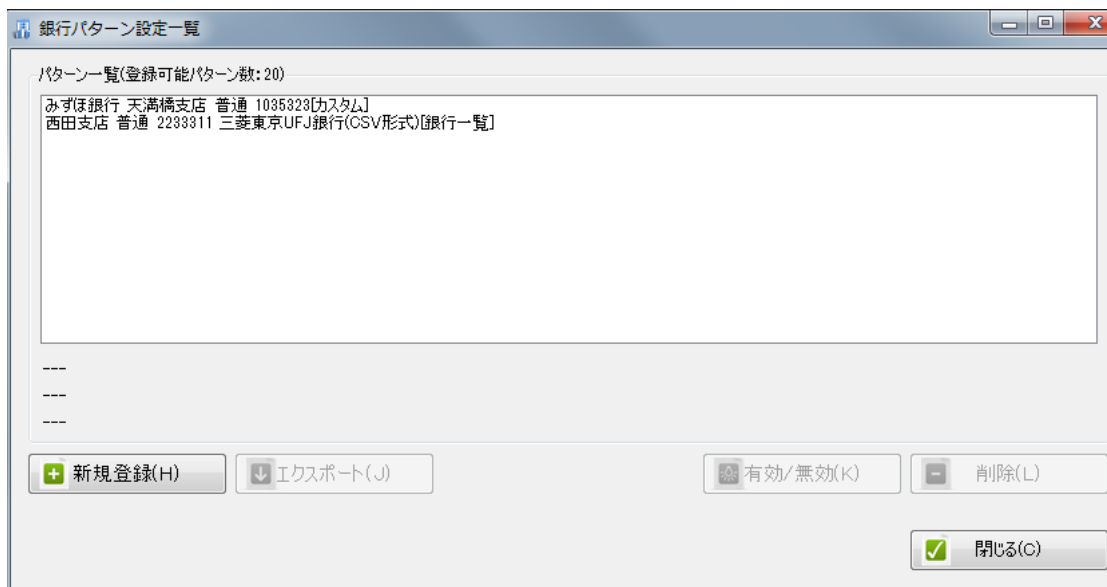 銀行パターン設定一覧
パターン一覧(登録可能パターン数:20)
みずほ銀行 天満橋支店 普通 1035323[カスタム]
西田支店 普通 2233311 三菱東京UFJ銀行(CSV形式)[銀行一覧]
---
---
---
新規登録(H) エクスポート(J) 有効/無効(K) 削除(L)
閉じる(C)